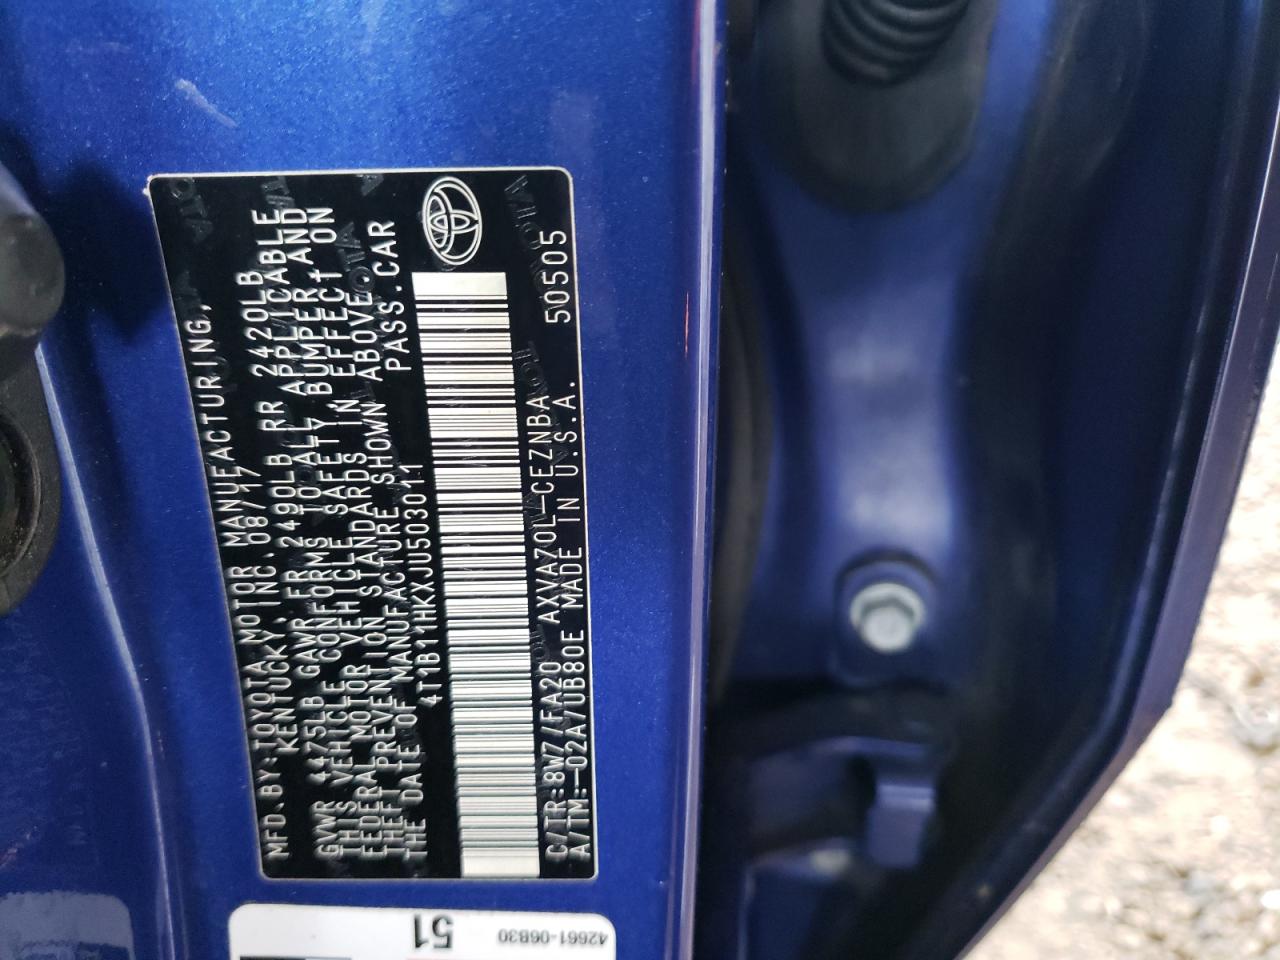 MFD.BY:TOYOTA MOTOR MANUFACTURING,
KENTUCKY, INC. 08/17
GVWR 4475LB GAWR FR 2490LB RR 2420LB
THIS VEHICLE CONFORMS TO ALL APPLICABLE
FEDERAL MOTOR VEHICLE SAFETY, BUMPER, AND
THEFT PREVENTION STANDARDS IN EFFECT ON
THE DATE OF MANUFACTURE SHOWN ABOVE.
4T1B11HKXJU503011 PASS.CAR
C/TR:8W7/FA20 AXVA70L-CEZNBA 50505
A/TM:-02A/UB80E MADE IN U.S.A.
51
42661-06B30